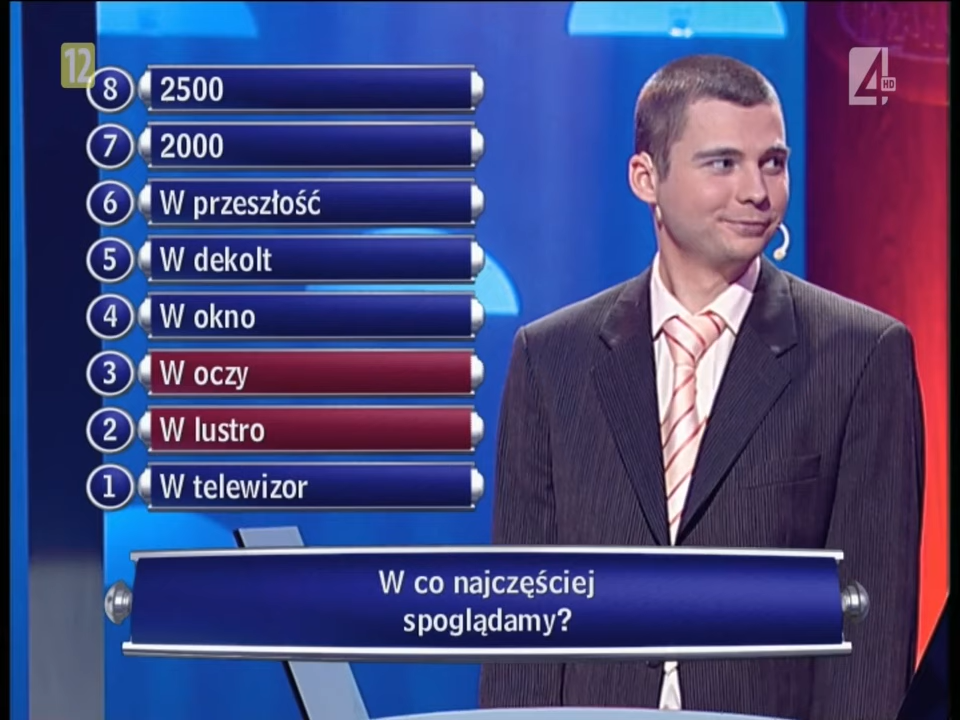 12
4 HD
8 2500
7 2000
6 W przeszłość
5 W dekolt
4 W okno
3 W oczy
2 W lustro
1 W telewizor
W co najczęściej
spoglądamy?